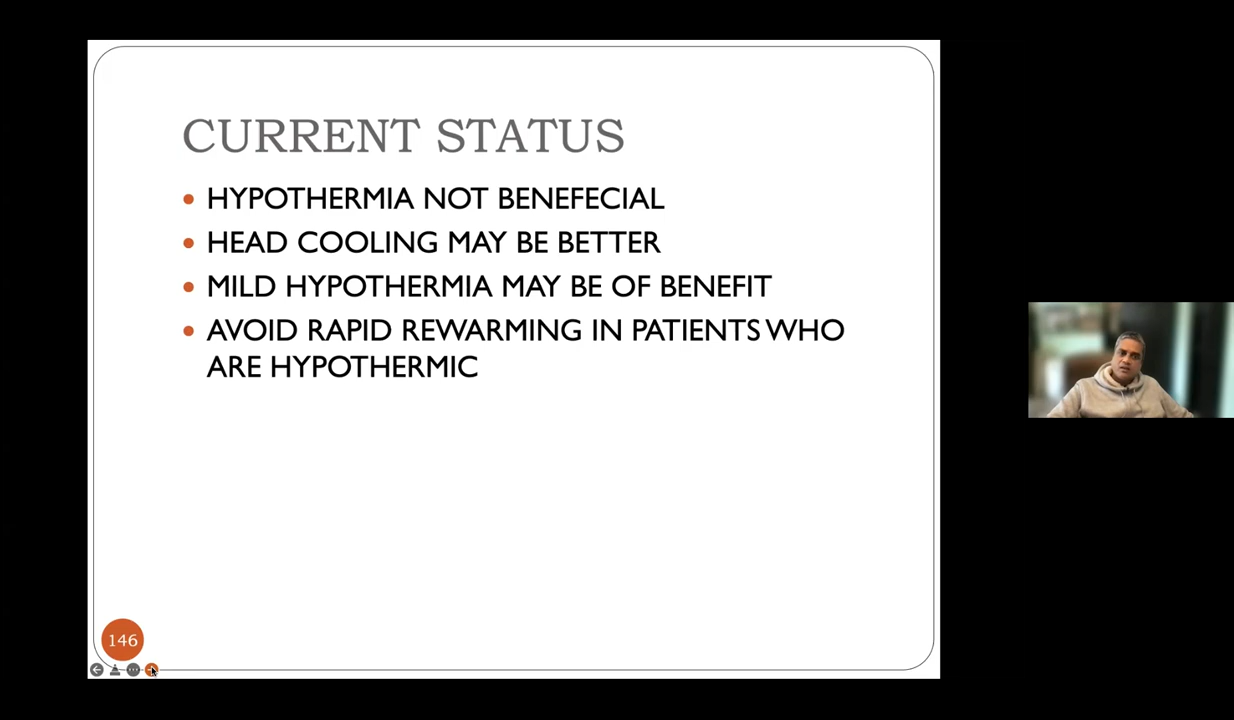 CURRENT STATUS
HYPOTHERMIA NOT BENEFECIAL
HEAD COOLING MAY BE BETTER
MILD HYPOTHERMIA MAY BE OF BENEFIT
AVOID RAPID REWARMING IN PATIENTS WHO
ARE HYPOTHERMIC
146